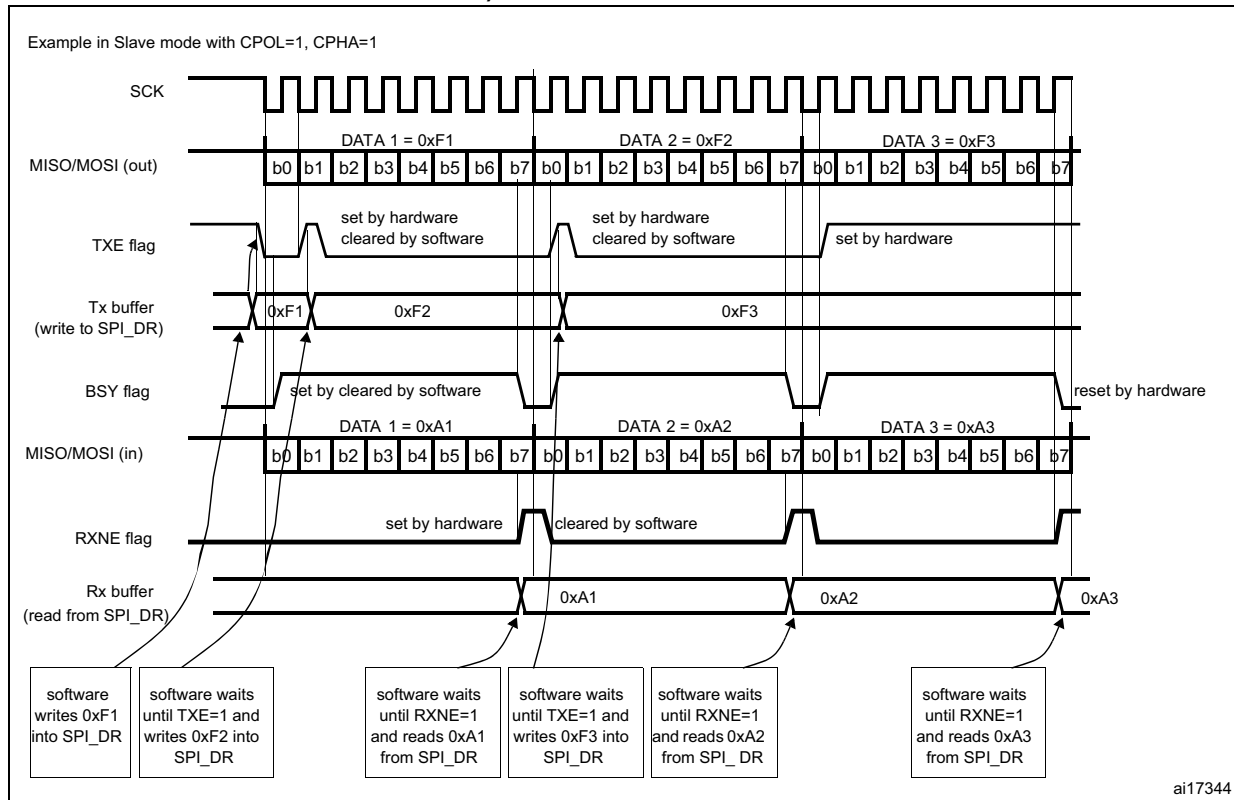 Example in Slave mode with CPOL=1, CPHA=1
SCK
DATA 1 = 0xF1
DATA 2 = 0xF2
DATA 3 = 0xF3
MISO/MOSI (out)
b0 b1 b2 b3 b4 b5 b6 b7 b0 b1 b2 b3 b4 b5 b6 b7 b0 b1 b2 b3 b4 b5 b6 b7
TXE flag
set by hardware
cleared by software
set by hardware
cleared by software
set by hardware
Tx buffer
(write to SPI_DR)
0xF1
0xF2
0xF3
BSY flag
set by cleared by software
reset by hardware
DATA 1 = 0xA1
DATA 2 = 0xA2
DATA 3 = 0xA3
MISO/MOSI (in)
b0 b1 b2 b3 b4 b5 b6 b7 b0 b1 b2 b3 b4 b5 b6 b7 b0 b1 b2 b3 b4 b5 b6 b7
RXNE flag
set by hardware
cleared by software
Rx buffer
(read from SPI_DR)
0xA1
0xA2
0xA3
software
writes 0xF1
into SPI_DR
software waits
until TXE=1 and
writes 0xF2 into
SPI_DR
software waits
until RXNE=1
and reads 0xA1
from SPI_DR
software waits
until TXE=1 and
writes 0xF3 into
SPI_DR
software waits
until RXNE=1
and reads 0xA2
from SPI_ DR
software waits
until RXNE=1
and reads 0xA3
from SPI_DR
ai17344